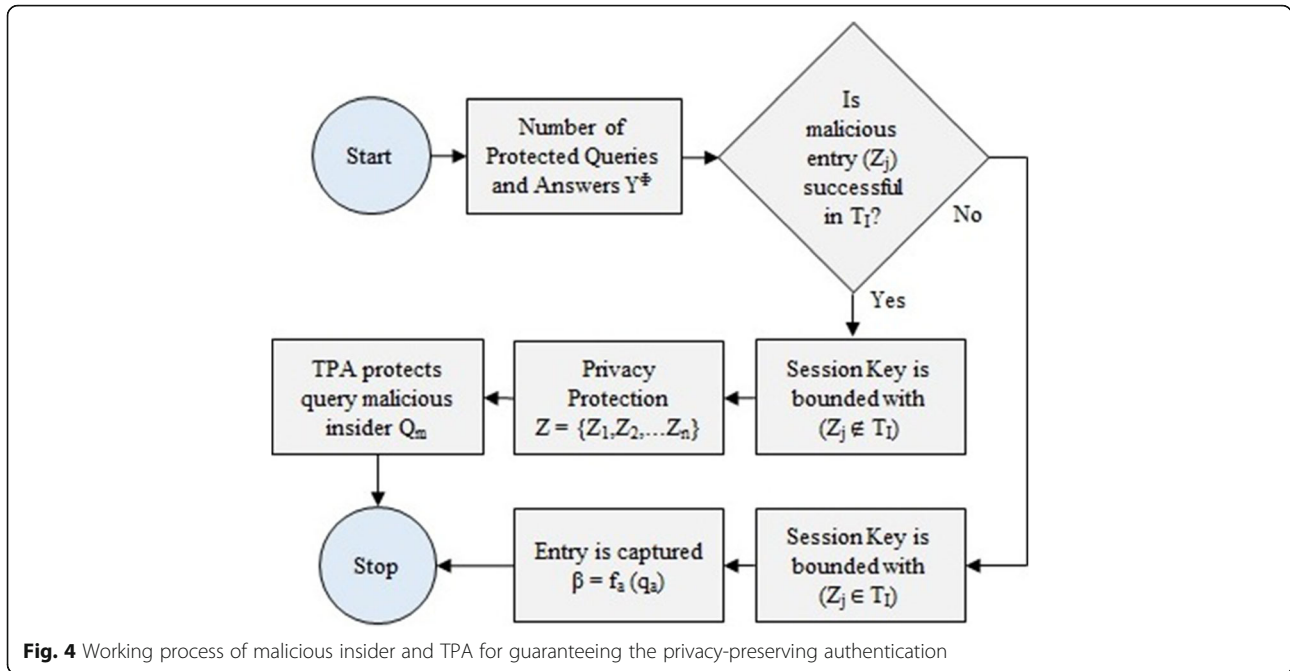 Start
Number of
Protected Queries
and Answers Y^Φ
Is
malicious
entry (Z_j)
successful
in T_I?
No
Yes
TPA protects
query malicious
insider Q_m
Privacy
Protection
Z = {Z_1,Z_2,...Z_n}
Session Key is
bounded with
(Z_j ∉ T_I)
Stop
Entry is captured
β = f_a (q_a)
Session Key is
bounded with
(Z_j ∈ T_I)
Fig. 4 Working process of malicious insider and TPA for guaranteeing the privacy-preserving authentication